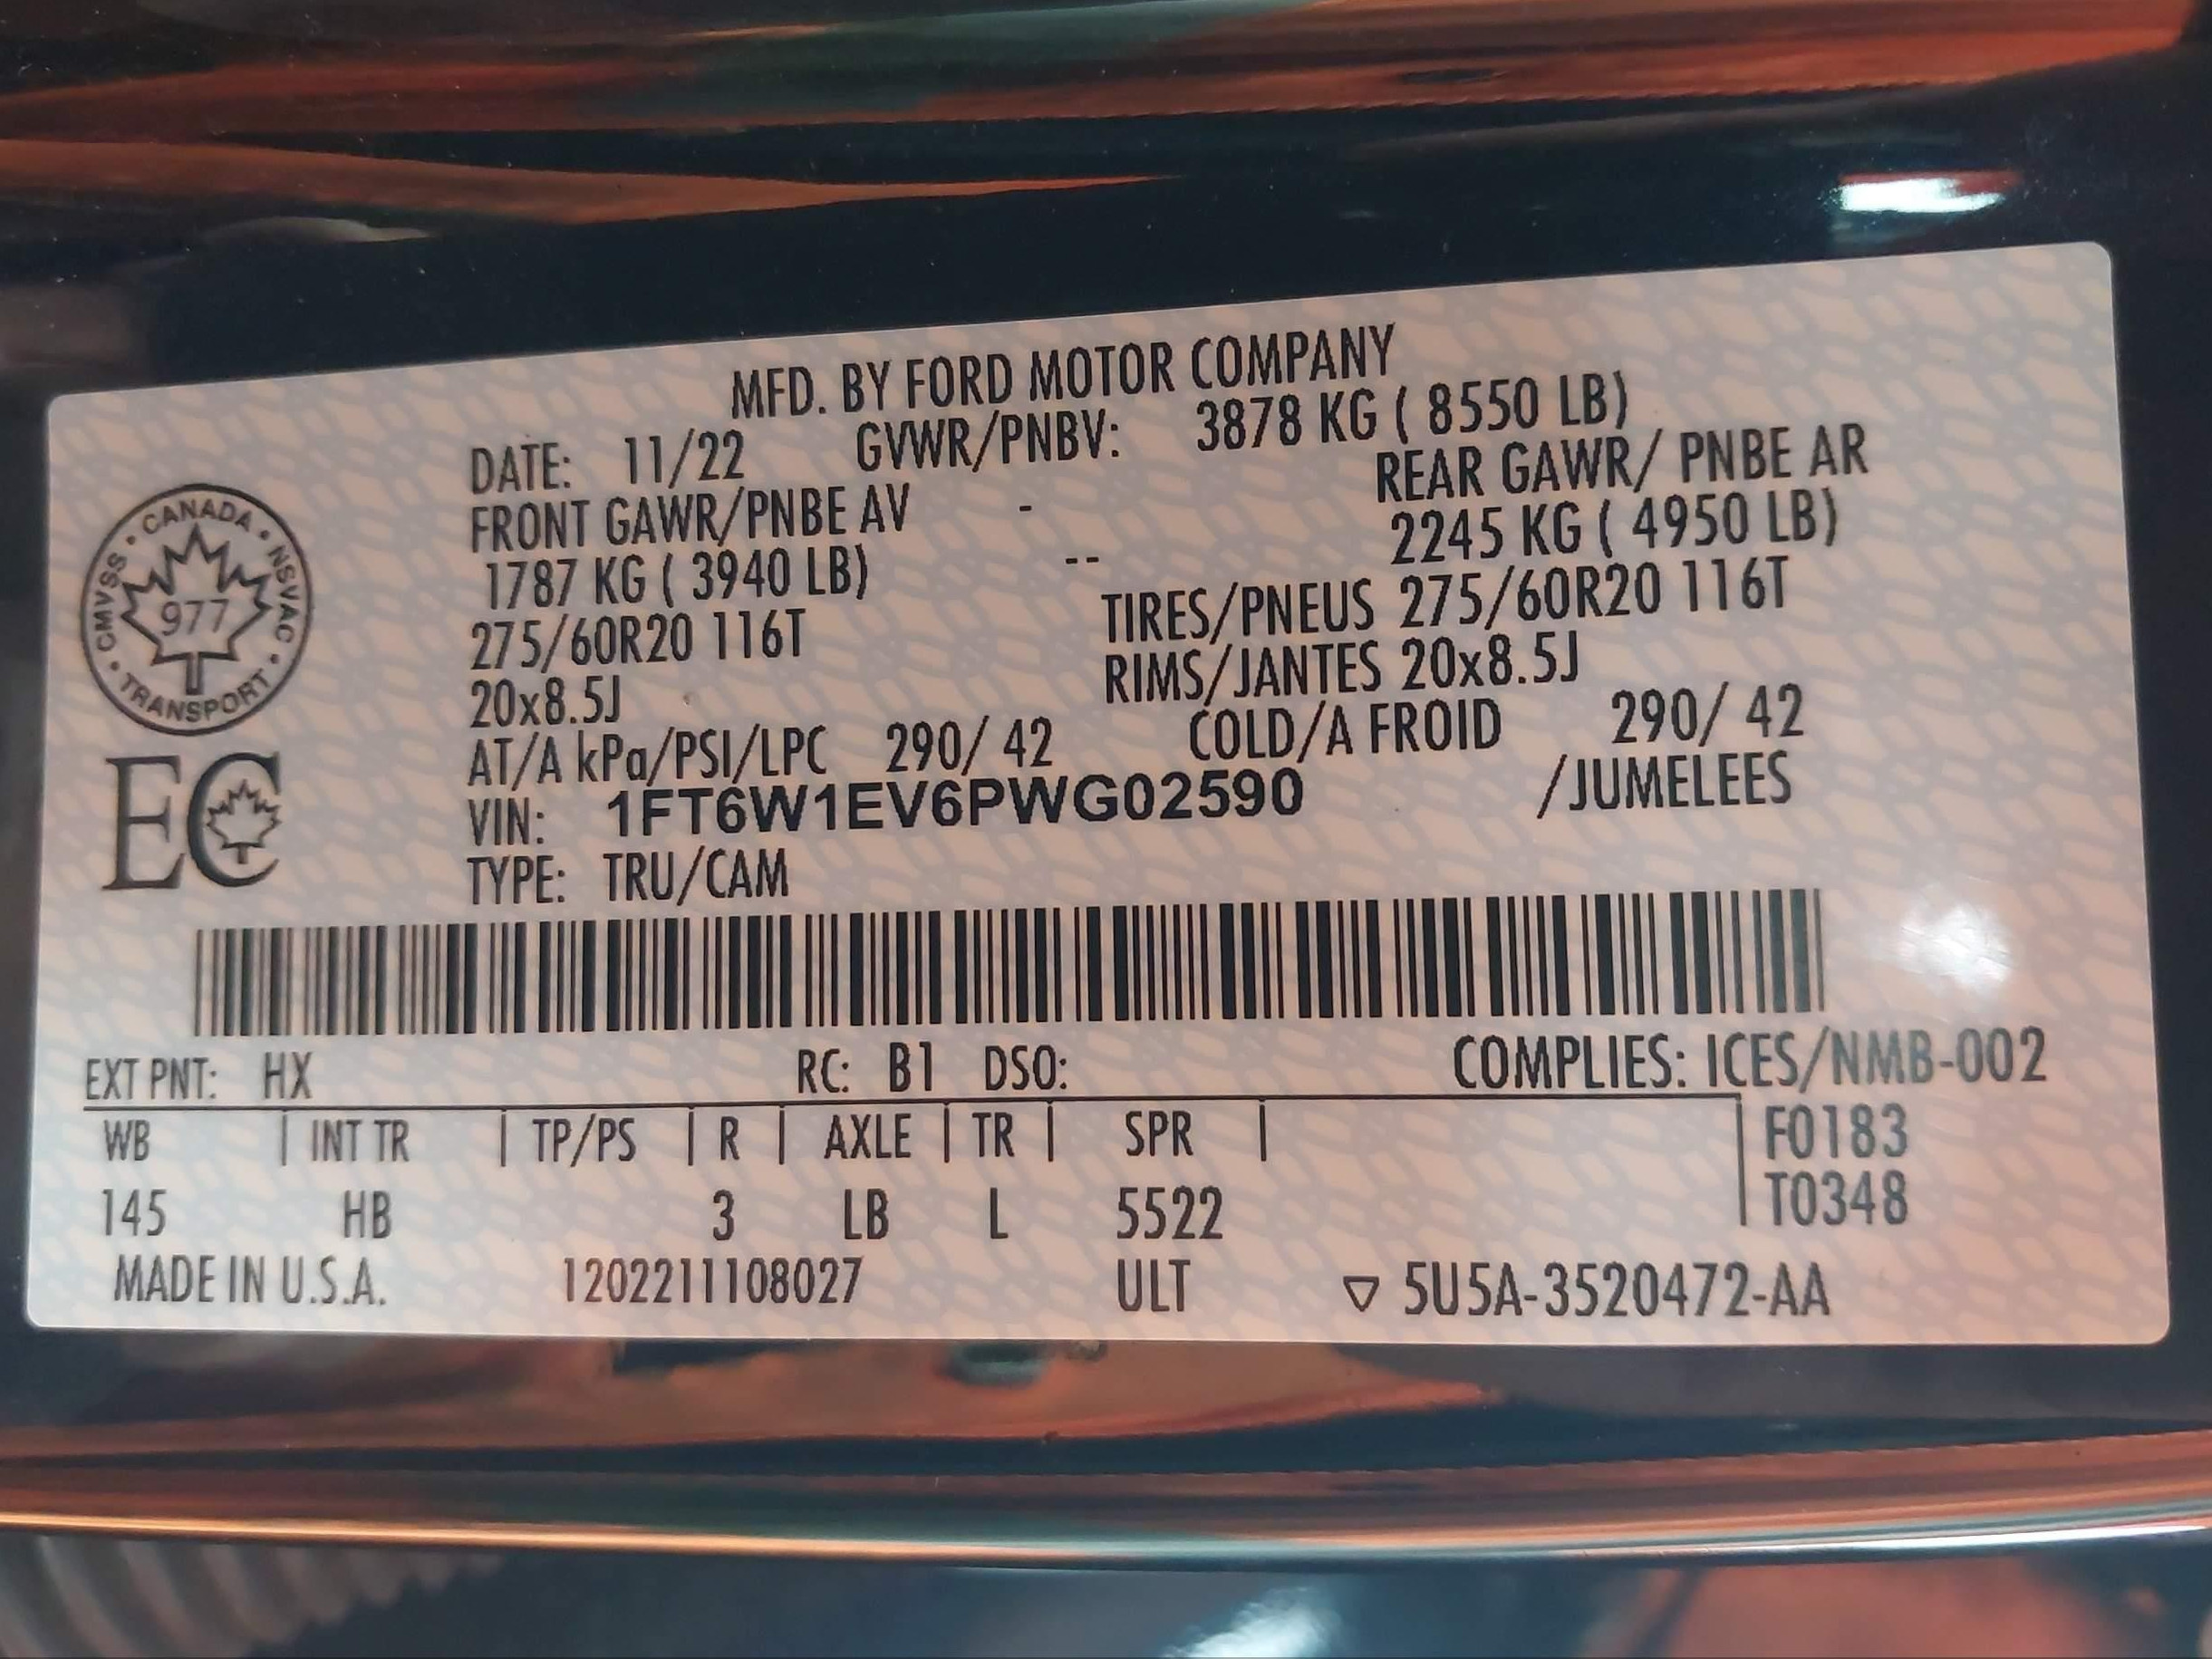 MFD. BY FORD MOTOR COMPANY
DATE: 11/22 GVWR/PNBV: 3878 KG ( 8550 LB)
FRONT GAWR/PNBE AV - REAR GAWR/ PNBE AR
1787 KG ( 3940 LB) -- 2245 KG ( 4950 LB)
275/60R20 116T TIRES/PNEUS 275/60R20 116T
20x8.5J RIMS/JANTES 20x8.5J
AT/A kPa/PSI/LPC 290/ 42 COLD/A FROID 290/ 42
VIN: 1FT6W1EV6PWG02590 /JUMELEES
TYPE: TRU/CAM
CANADA • NSVAC • TRANSPORT • CMVSS •
977
EC
EXT PNT: HX RC: B1 DSO: COMPLIES: ICES/NMB-002
WB | INT TR | TP/PS | R | AXLE | TR | SPR | F0183
T0348
145 HB 3 LB L 5522
MADE IN U.S.A. 1202211108027 ULT ▽ 5U5A-3520472-AA